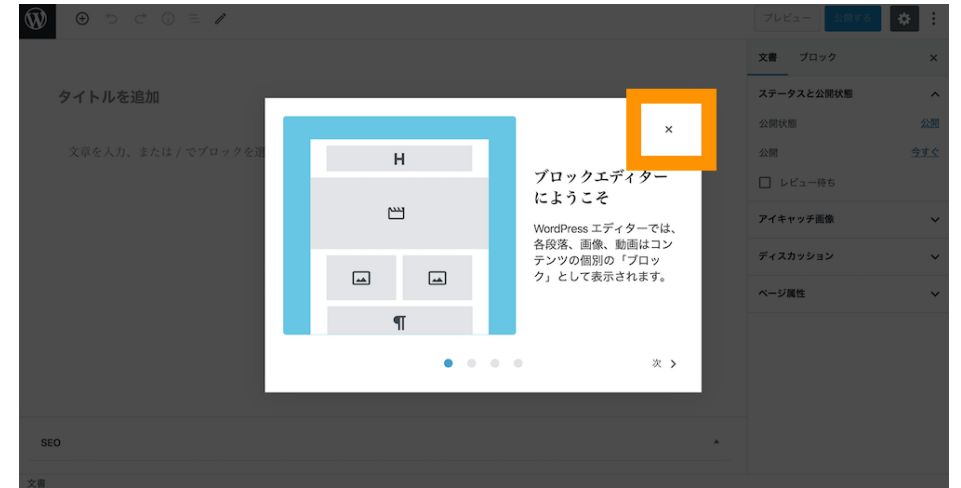 プレビュー 公開する
文書 ブロック ×
タイトルを追加
ステータスと公開状態
公開状態 公開
公開 今すぐ
レビュー待ち
アイキャッチ画像
ディスカッション
ページ属性
文章を入力、または / でブロックを選
×
H
¶
ブロックエディター
にようこそ
WordPress エディターでは、
各段落、画像、動画はコン
テンツの個別の「ブロッ
ク」として表示されます。
次
SEO
文書